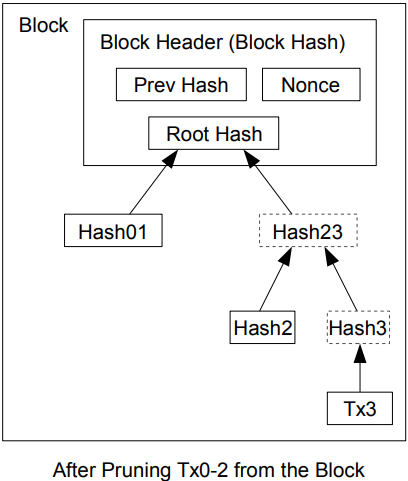 Block
Block Header (Block Hash)
Prev Hash
Nonce
Root Hash
Hash01
Hash23
Hash2
Hash3
Tx3
After Pruning Tx0-2 from the Block